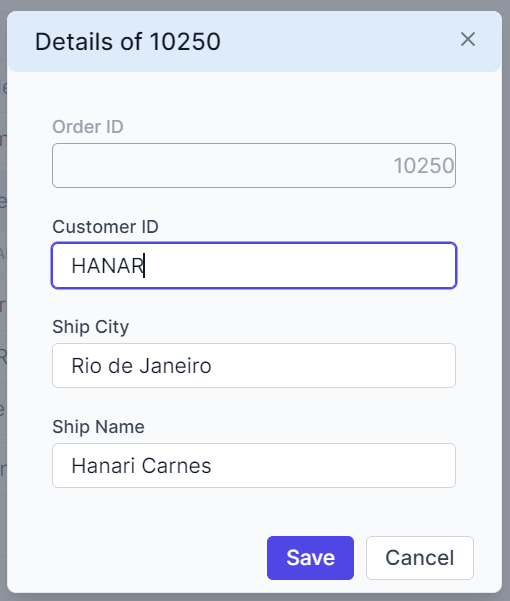 Details of 10250
Order ID
10250
Customer ID
HANAR
Ship City
Rio de Janeiro
Ship Name
Hanari Carnes
Save Cancel